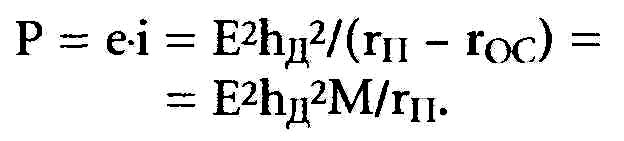 P = e·i = E²h_Д²/(r_П – r_ОС) =
= E²h_Д²M/r_П.